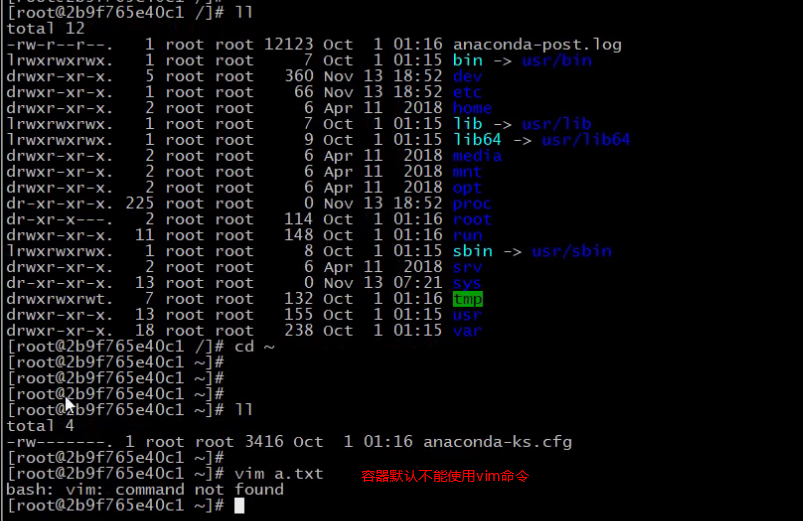 [root@2b9f765e40c1 /]# ll
total 12
-rw-r--r--.   1 root root 12123 Oct  1 01:16 anaconda-post.log
lrwxrwxrwx.   1 root root     7 Oct  1 01:15 bin -> usr/bin
drwxr-xr-x.   5 root root   360 Nov 13 18:52 dev
drwxr-xr-x.   1 root root    66 Nov 13 18:52 etc
drwxr-xr-x.   2 root root     6 Apr 11  2018 home
lrwxrwxrwx.   1 root root     7 Oct  1 01:15 lib -> usr/lib
lrwxrwxrwx.   1 root root     9 Oct  1 01:15 lib64 -> usr/lib64
drwxr-xr-x.   2 root root     6 Apr 11  2018 media
drwxr-xr-x.   2 root root     6 Apr 11  2018 mnt
drwxr-xr-x.   2 root root     6 Apr 11  2018 opt
dr-xr-xr-x. 225 root root     0 Nov 13 18:52 proc
dr-xr-x---.   2 root root   114 Oct  1 01:16 root
drwxr-xr-x.  11 root root   148 Oct  1 01:16 run
lrwxrwxrwx.   1 root root     8 Oct  1 01:15 sbin -> usr/sbin
drwxr-xr-x.   2 root root     6 Apr 11  2018 srv
dr-xr-xr-x.  13 root root     0 Nov 13 07:21 sys
drwxrwxrwt.   7 root root   132 Oct  1 01:16 tmp
drwxr-xr-x.  13 root root   155 Oct  1 01:15 usr
drwxr-xr-x.  18 root root   238 Oct  1 01:15 var
[root@2b9f765e40c1 /]# cd ~
[root@2b9f765e40c1 ~]#
[root@2b9f765e40c1 ~]#
[root@2b9f765e40c1 ~]#
[root@2b9f765e40c1 ~]# ll
total 4
-rw-------. 1 root root 3416 Oct  1 01:16 anaconda-ks.cfg
[root@2b9f765e40c1 ~]#
[root@2b9f765e40c1 ~]# vim a.txt 容器默认不能使用vim命令
bash: vim: command not found
[root@2b9f765e40c1 ~]#